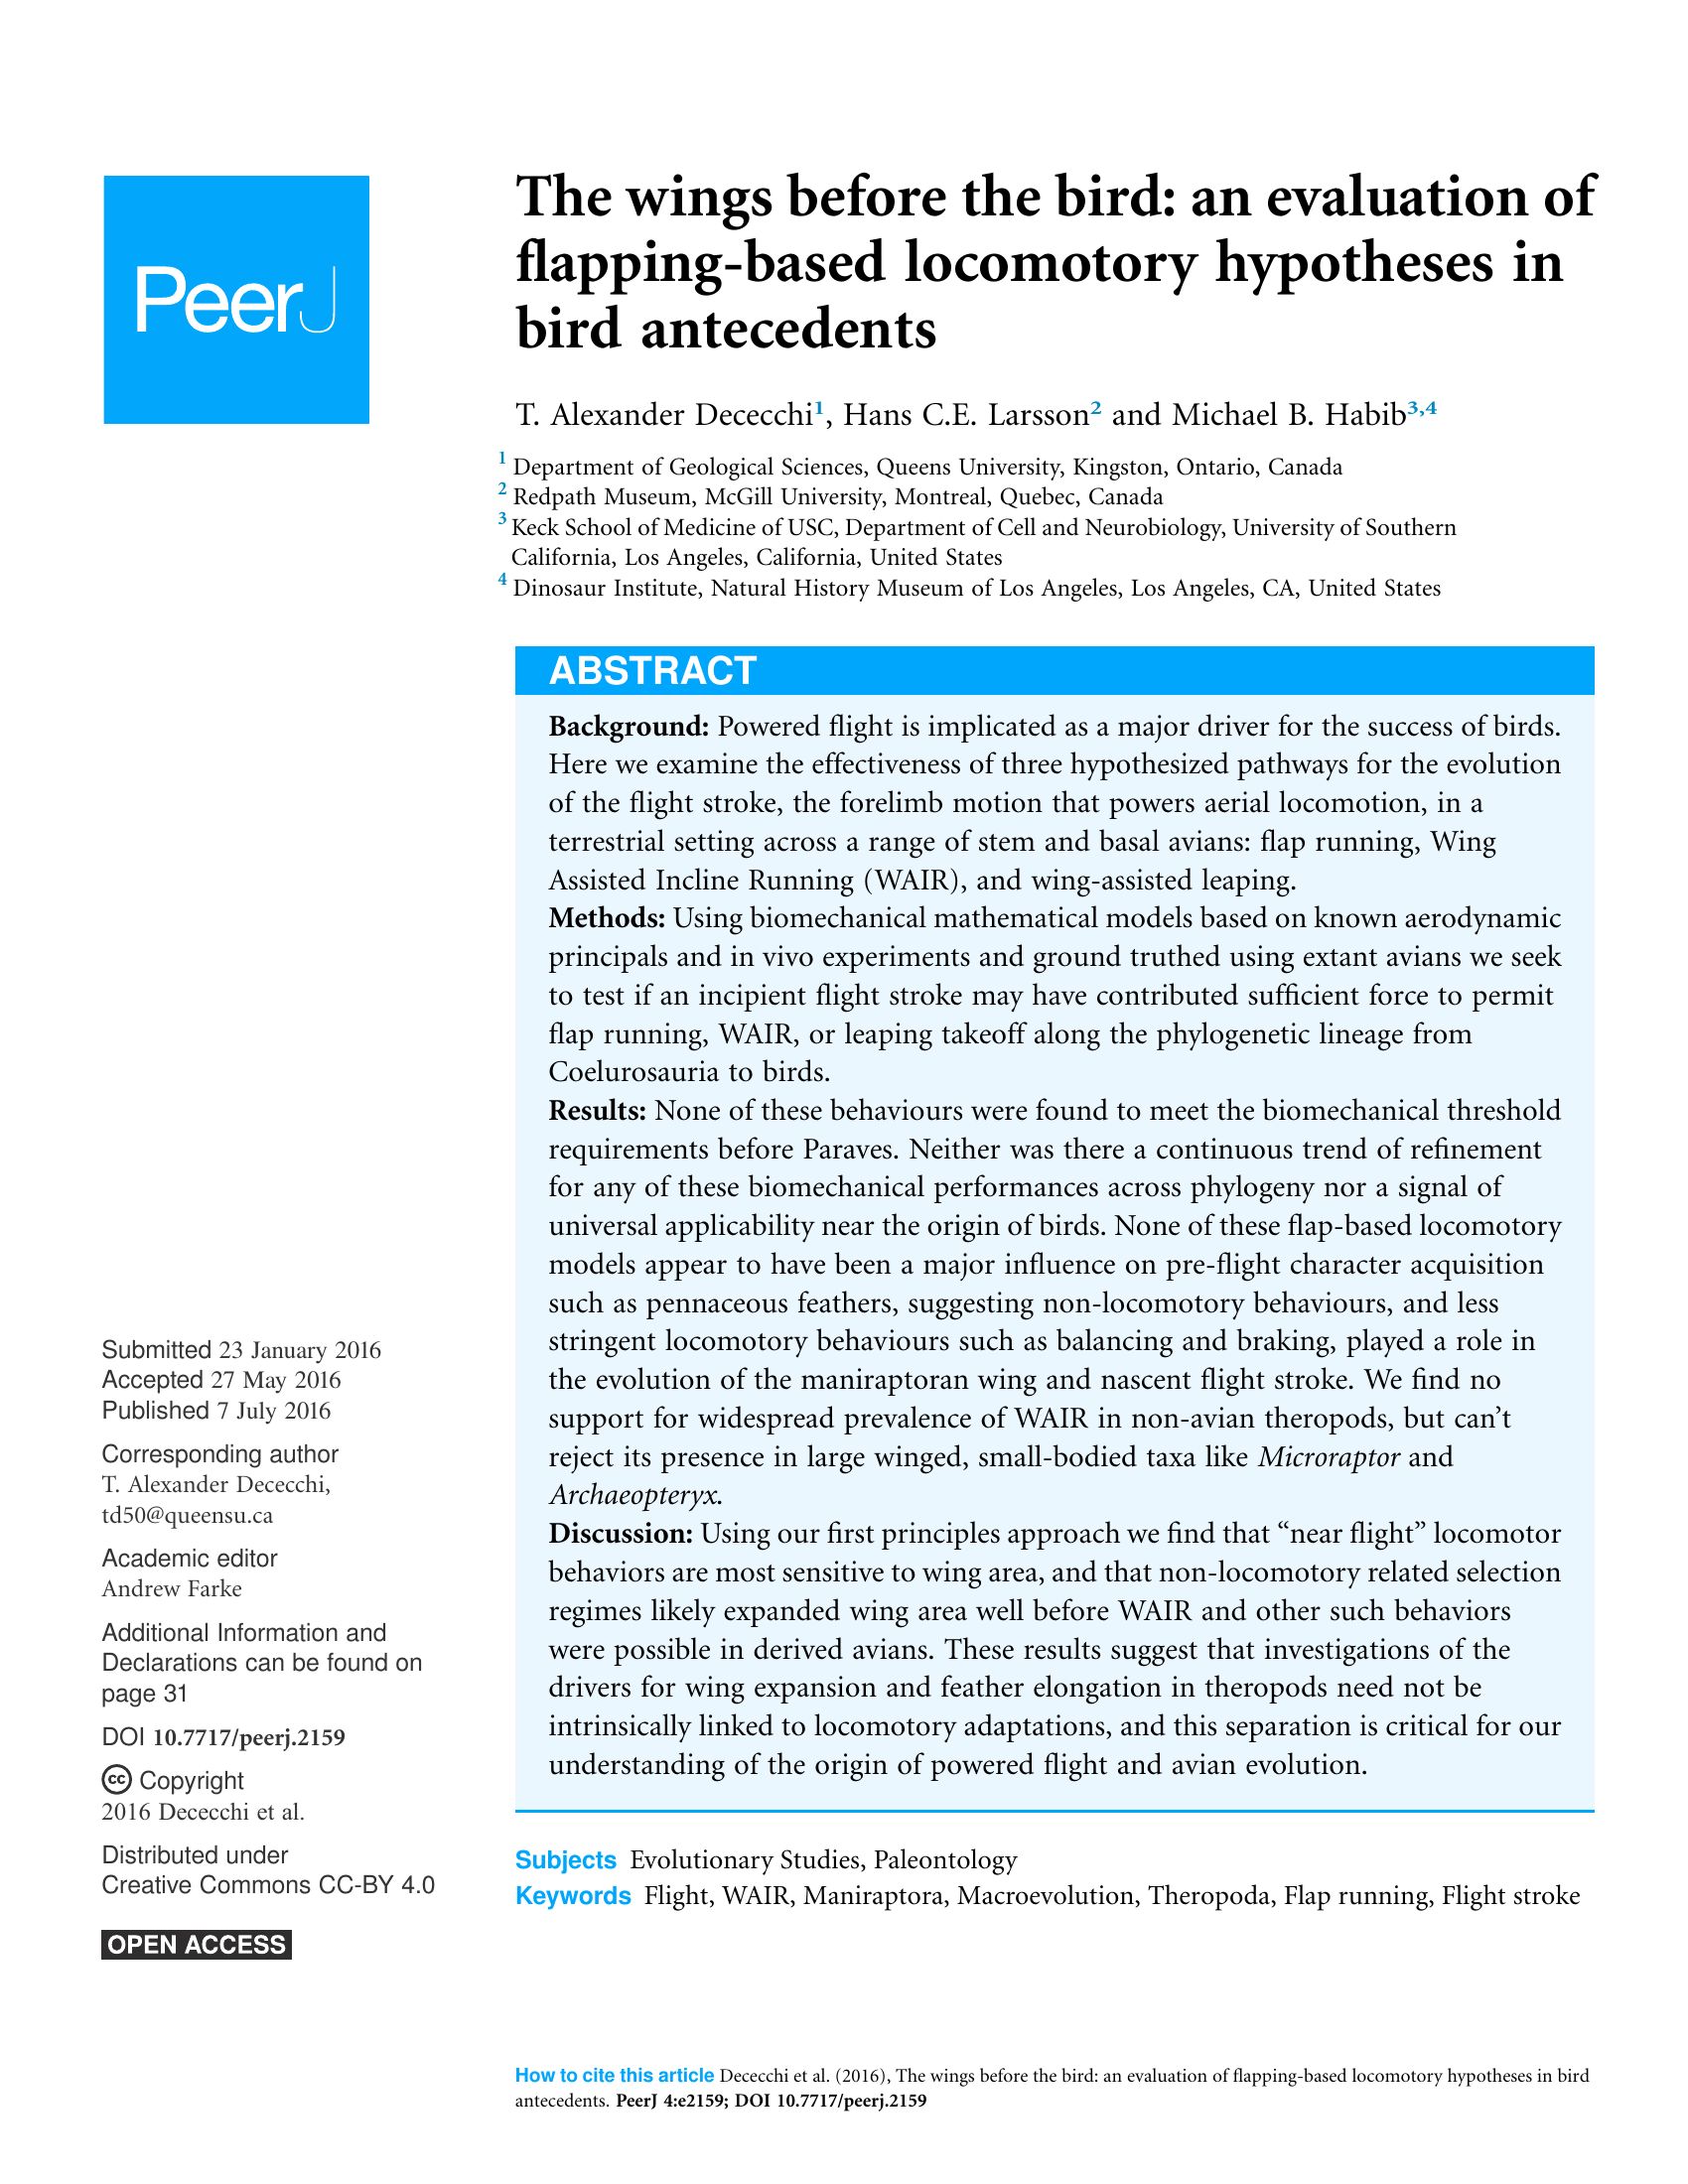 PeerJ
The wings before the bird: an evaluation of
flapping-based locomotory hypotheses in
bird antecedents
T. Alexander Dececchi1, Hans C.E. Larsson2 and Michael B. Habib3,4
1 Department of Geological Sciences, Queens University, Kingston, Ontario, Canada
2 Redpath Museum, McGill University, Montreal, Quebec, Canada
3 Keck School of Medicine of USC, Department of Cell and Neurobiology, University of Southern
California, Los Angeles, California, United States
4 Dinosaur Institute, Natural History Museum of Los Angeles, Los Angeles, CA, United States
ABSTRACT
Background: Powered flight is implicated as a major driver for the success of birds.
Here we examine the effectiveness of three hypothesized pathways for the evolution
of the flight stroke, the forelimb motion that powers aerial locomotion, in a
terrestrial setting across a range of stem and basal avians: flap running, Wing
Assisted Incline Running (WAIR), and wing-assisted leaping.
Methods: Using biomechanical mathematical models based on known aerodynamic
principals and in vivo experiments and ground truthed using extant avians we seek
to test if an incipient flight stroke may have contributed sufficient force to permit
flap running, WAIR, or leaping takeoff along the phylogenetic lineage from
Coelurosauria to birds.
Results: None of these behaviours were found to meet the biomechanical threshold
requirements before Paraves. Neither was there a continuous trend of refinement
for any of these biomechanical performances across phylogeny nor a signal of
universal applicability near the origin of birds. None of these flap-based locomotory
models appear to have been a major influence on pre-flight character acquisition
such as pennaceous feathers, suggesting non-locomotory behaviours, and less
stringent locomotory behaviours such as balancing and braking, played a role in
the evolution of the maniraptoran wing and nascent flight stroke. We find no
support for widespread prevalence of WAIR in non-avian theropods, but can't
reject its presence in large winged, small-bodied taxa like Microraptor and
Archaeopteryx.
Discussion: Using our first principles approach we find that “near flight” locomotor
behaviors are most sensitive to wing area, and that non-locomotory related selection
regimes likely expanded wing area well before WAIR and other such behaviors
were possible in derived avians. These results suggest that investigations of the
drivers for wing expansion and feather elongation in theropods need not be
intrinsically linked to locomotory adaptations, and this separation is critical for our
understanding of the origin of powered flight and avian evolution.
Subjects Evolutionary Studies, Paleontology
Keywords Flight, WAIR, Maniraptora, Macroevolution, Theropoda, Flap running, Flight stroke
Submitted 23 January 2016
Accepted 27 May 2016
Published 7 July 2016
Corresponding author
T. Alexander Dececchi,
td50@queensu.ca
Academic editor
Andrew Farke
Additional Information and
Declarations can be found on
page 31
DOI 10.7717/peerj.2159
cc Copyright
2016 Dececchi et al.
Distributed under
Creative Commons CC-BY 4.0
OPEN ACCESS
How to cite this article Dececchi et al. (2016), The wings before the bird: an evaluation of flapping-based locomotory hypotheses in bird
antecedents. PeerJ 4:e2159; DOI 10.7717/peerj.2159